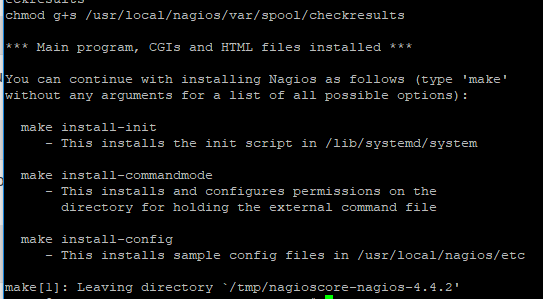 chmod g+s /usr/local/nagios/var/spool/checkresults
*** Main program, CGIs and HTML files installed ***
You can continue with installing Nagios as follows (type 'make'
without any arguments for a list of all possible options):
make install-init
- This installs the init script in /lib/systemd/system
make install-commandmode
- This installs and configures permissions on the
directory for holding the external command file
make install-config
- This installs sample config files in /usr/local/nagios/etc
make[1]: Leaving directory `/tmp/nagioscore-nagios-4.4.2'